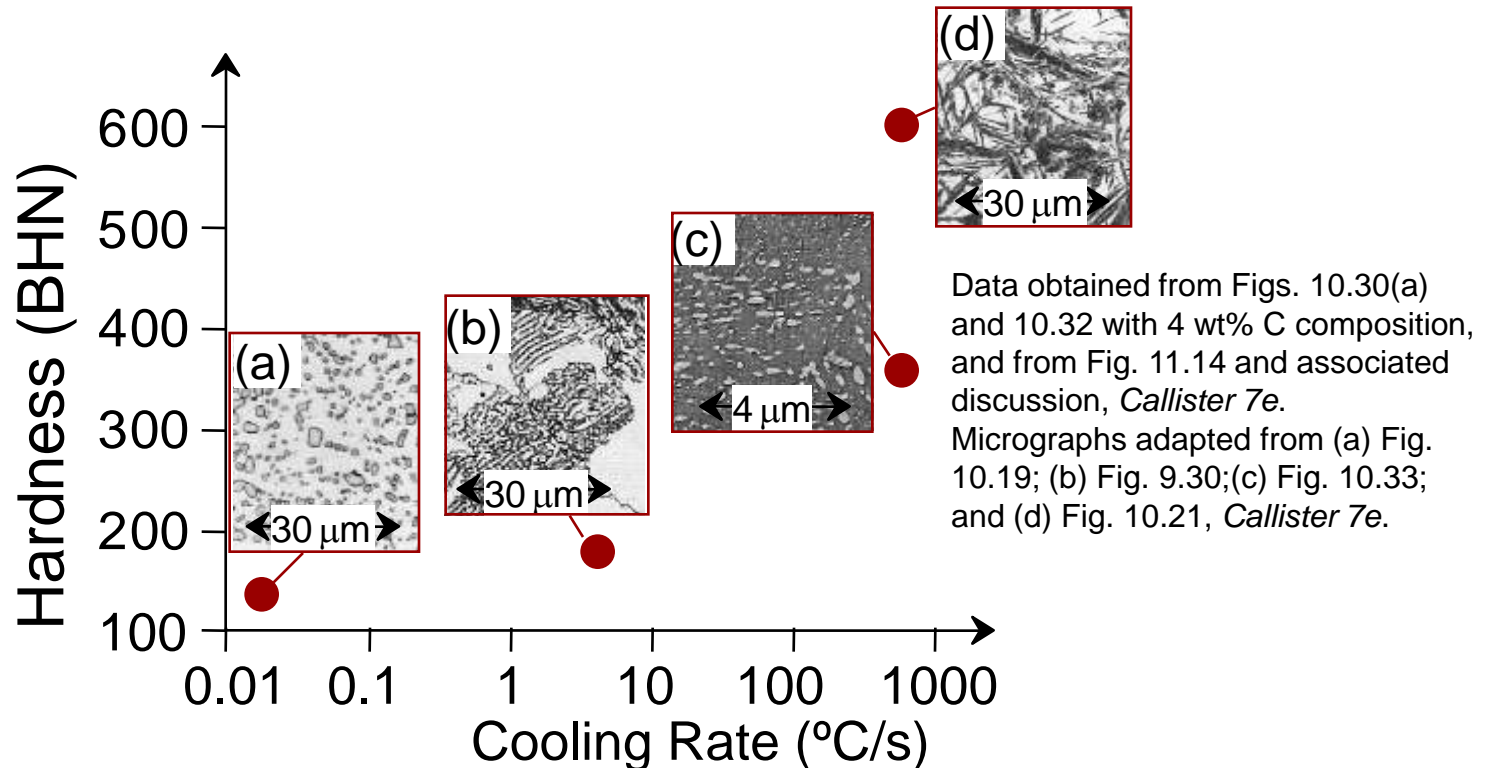 (d)
600
30 μm
500
(c)
Hardness (BHN)
Data obtained from Figs. 10.30(a)
and 10.32 with 4 wt% C composition,
and from Fig. 11.14 and associated
discussion, Callister 7e.
Micrographs adapted from (a) Fig.
10.19; (b) Fig. 9.30;(c) Fig. 10.33;
and (d) Fig. 10.21, Callister 7e.
400
(b)
(a)
4 μm
300
30 μm
200
30 μm
100
0.01 0.1 1 10 100 1000
Cooling Rate (ºC/s)